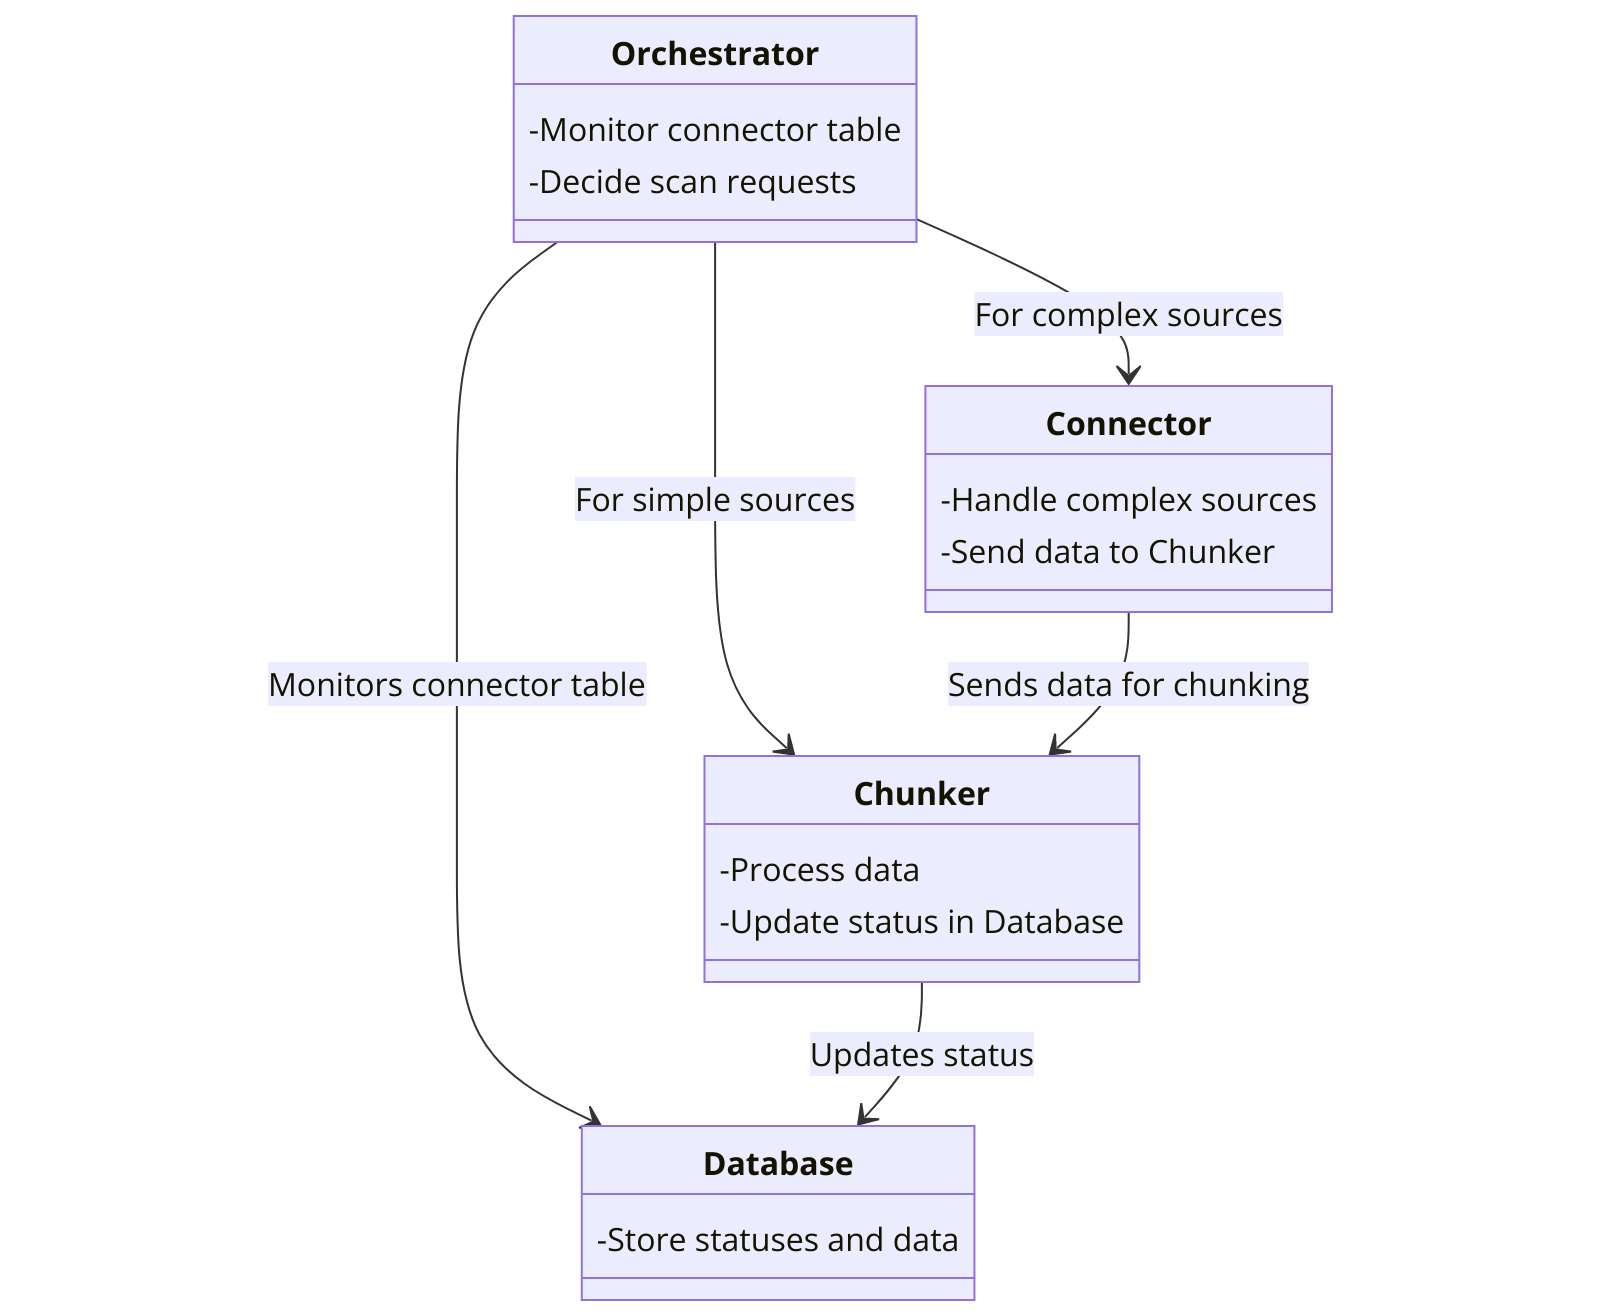 Orchestrator
-Monitor connector table
-Decide scan requests
For complex sources
Connector
-Handle complex sources
-Send data to Chunker
For simple sources
Monitors connector table
Sends data for chunking
Chunker
-Process data
-Update status in Database
Updates status
Database
-Store statuses and data